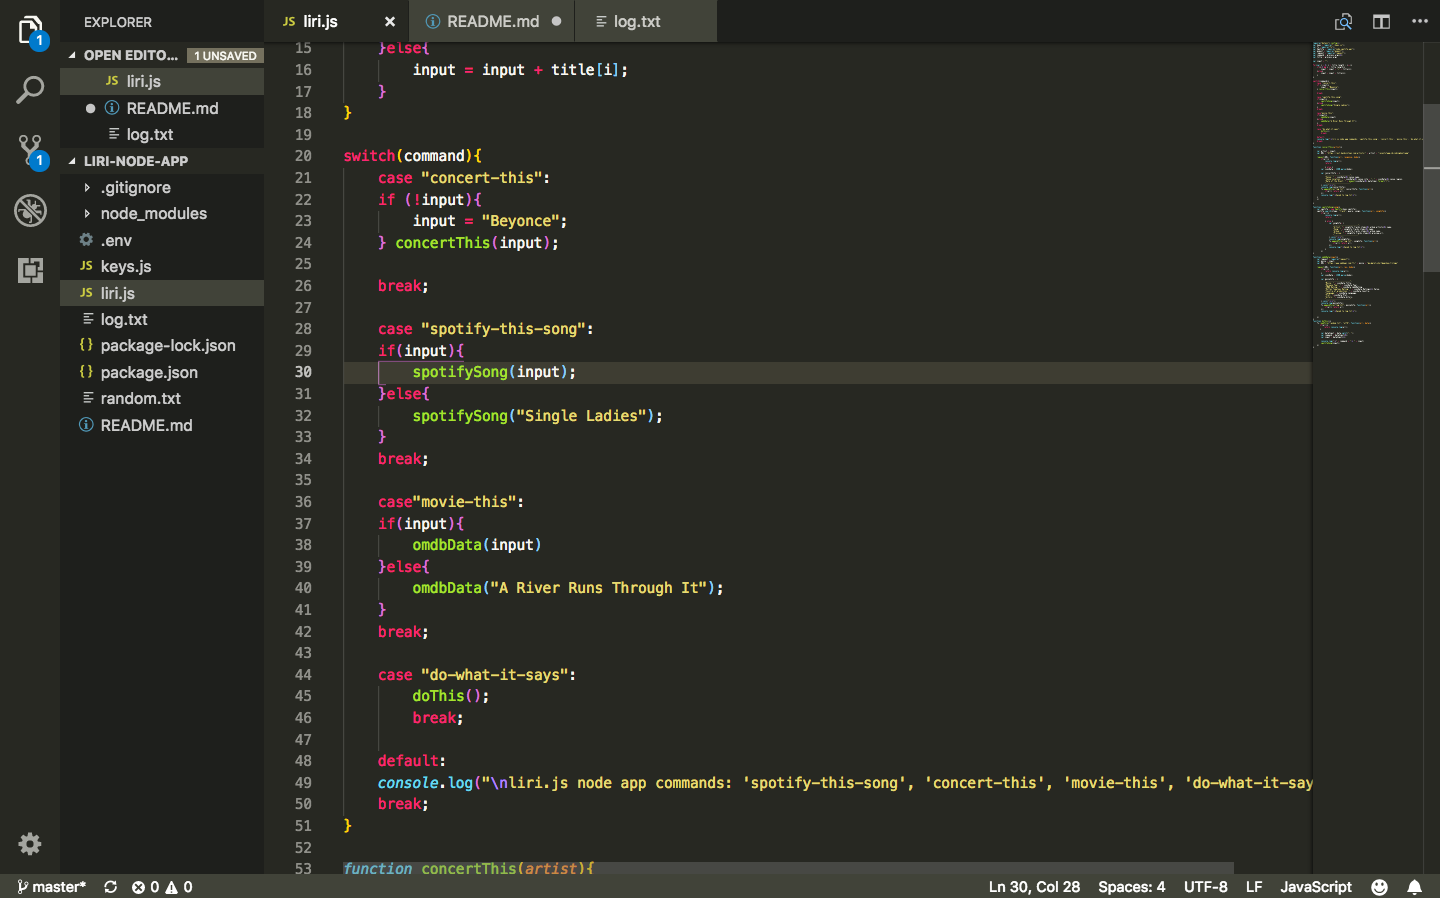 EXPLORER
JS liri.js ×
README.md
log.txt
1
OPEN EDITO... 1 UNSAVED
JS liri.js
README.md
log.txt
1
LIRI-NODE-APP
.gitignore
node_modules
.env
JS keys.js
JS liri.js
log.txt
{} package-lock.json
{} package.json
random.txt
README.md
15 }else{
16 input = input + title[i];
17 }
18 }
19
20 switch(command){
21 case "concert-this":
22 if (!input){
23 input = "Beyonce";
24 } concertThis(input);
25
26 break;
27
28 case "spotify-this-song":
29 if(input){
30 spotifySong(input);
31 }else{
32 spotifySong("Single Ladies");
33 }
34 break;
35
36 case"movie-this":
37 if(input){
38 omdbData(input)
39 }else{
40 omdbData("A River Runs Through It");
41 }
42 break;
43
44 case "do-what-it-says":
45 doThis();
46 break;
47
48 default:
49 console.log("\nliri.js node app commands: 'spotify-this-song', 'concert-this', 'movie-this', 'do-what-it-say
50 break;
51 }
52
53 function concertThis(artist){
master* 0 0 Ln 30, Col 28 Spaces: 4 UTF-8 LF JavaScript